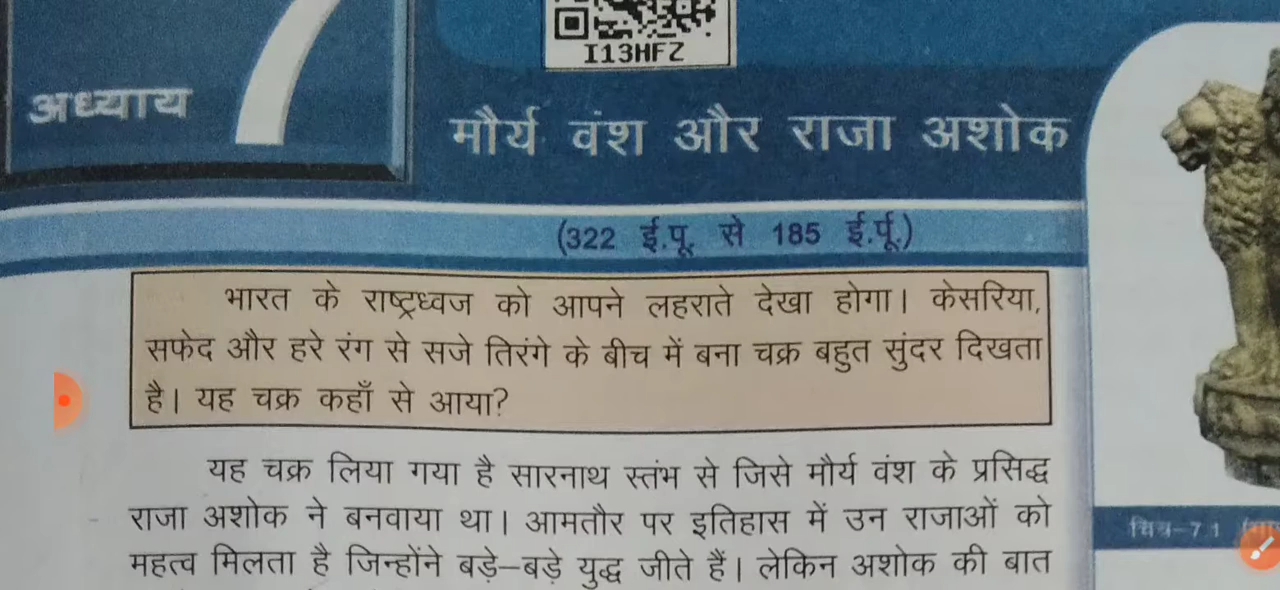 I13HFZ
अध्याय 7
मौर्य वंश और राजा अशोक
(322 ई.पू. से 185 ई.र्पू.)
भारत के राष्ट्रध्वज को आपने लहराते देखा होगा। केसरिया,
सफेद और हरे रंग से सजे तिरंगे के बीच में बना चक्र बहुत सुंदर दिखता
है। यह चक्र कहाँ से आया?
यह चक्र लिया गया है सारनाथ स्तंभ से जिसे मौर्य वंश के प्रसिद्ध
राजा अशोक ने बनवाया था। आमतौर पर इतिहास में उन राजाओं को
महत्व मिलता है जिन्होंने बड़े–बड़े युद्ध जीते हैं। लेकिन अशोक की बात
चित्र–7.1